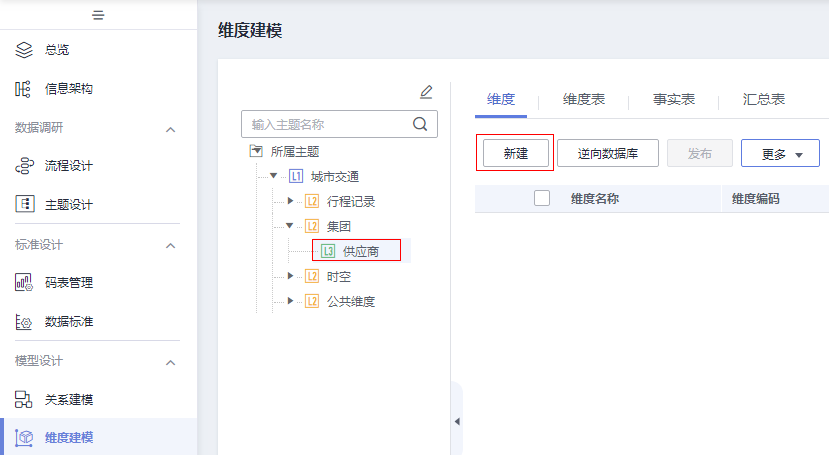 总览
信息架构
数据调研
流程设计
主题设计
标准设计
码表管理
数据标准
模型设计
关系建模
维度建模
维度建模
输入主题名称
所属主题
L1 城市交通
L2 行程记录
L2 集团
L3 供应商
L2 时空
L2 公共维度
维度 维度表 事实表 汇总表
新建 逆向数据库 发布 更多
维度名称 维度编码